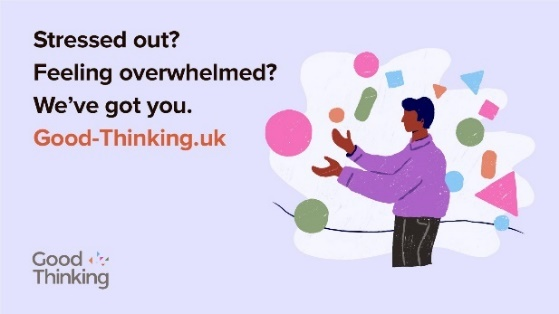 Stressed out?
Feeling overwhelmed?
We've got you.
Good-Thinking.uk
Good
Thinking